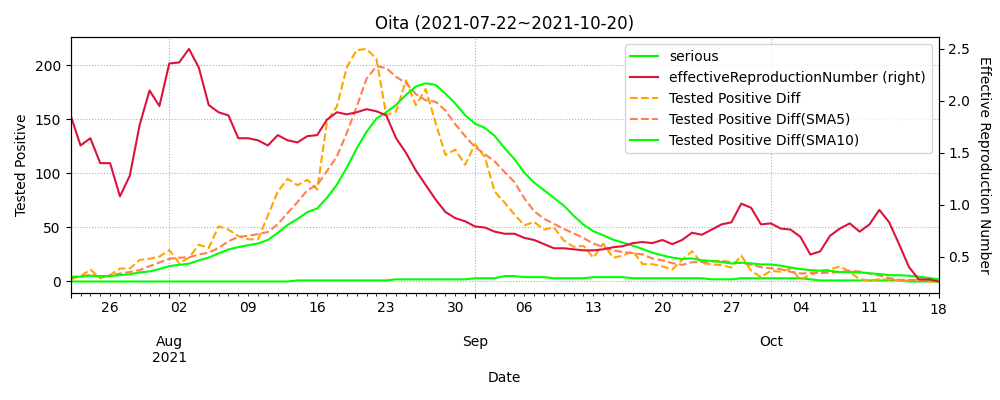 Oita (2021-07-22~2021-10-20)
serious
effectiveReproductionNumber (right)
Tested Positive Diff
Tested Positive Diff(SMA5)
Tested Positive Diff(SMA10)
Tested Positive
200
150
100
50
0
2.5
2.0
1.5
1.0
0.5
Effective Reproduction Number
26 02 09 16 23 30 06 13 20 27 04 11 18
Aug Sep Oct
2021
Date